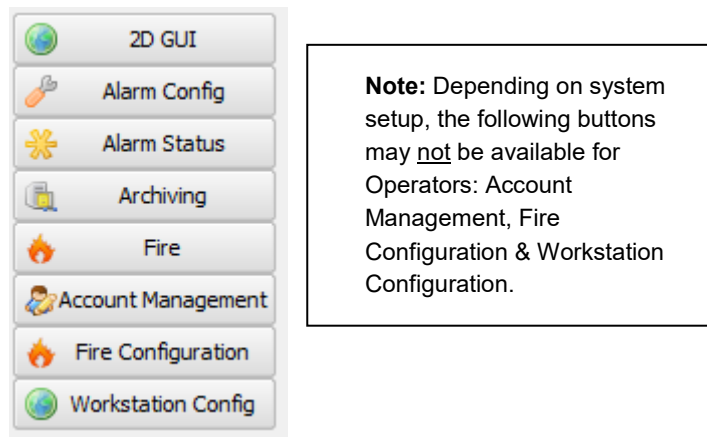 2D GUI
Alarm Config
Alarm Status
Archiving
Fire
Account Management
Fire Configuration
Workstation Config
Note: Depending on system
setup, the following buttons
may not be available for
Operators: Account
Management, Fire
Configuration & Workstation
Configuration.